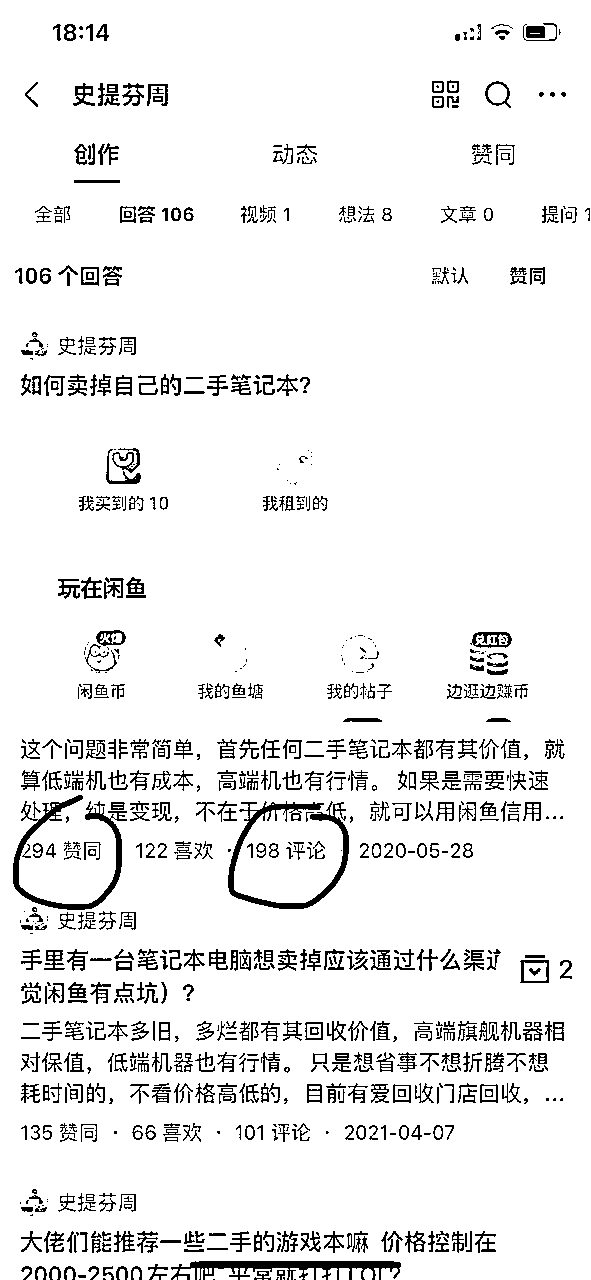 18:14
史提芬周
创作 动态 赞同
全部 回答 106 视频 1 想法 8 文章 0 提问
106 个回答 默认 赞同
史提芬周
如何卖掉自己的二手笔记本?
我买到的 10 我租到的
玩在闲鱼
火爆 兑红包
闲鱼币 我的鱼塘 我的帖子 边逛边赚币
这个问题非常简单，首先任何二手笔记本都有其价值，就
算低端机也有成本，高端机也有行情。 如果是需要快速
处理，纯是变现，不在于价格高低，就可以用闲鱼信用...
294 赞同 122 喜欢 · 198 评论 2020-05-28
史提芬周
手里有一台笔记本电脑想卖掉应该通过什么渠道
觉闲鱼有点坑）？
2
二手笔记本多旧，多烂都有其回收价值，高端旗舰机器相
对保值，低端机器也有行情。 只是想省事不想折腾不想
耗时间的，不看价格高低的，目前有爱回收门店回收，...
135 赞同 · 66 喜欢 · 101 评论 · 2021-04-07
史提芬周
大佬们能推荐一些二手的游戏本嘛 价格控制在
2000-2500左右吧 平常就打打LOL?